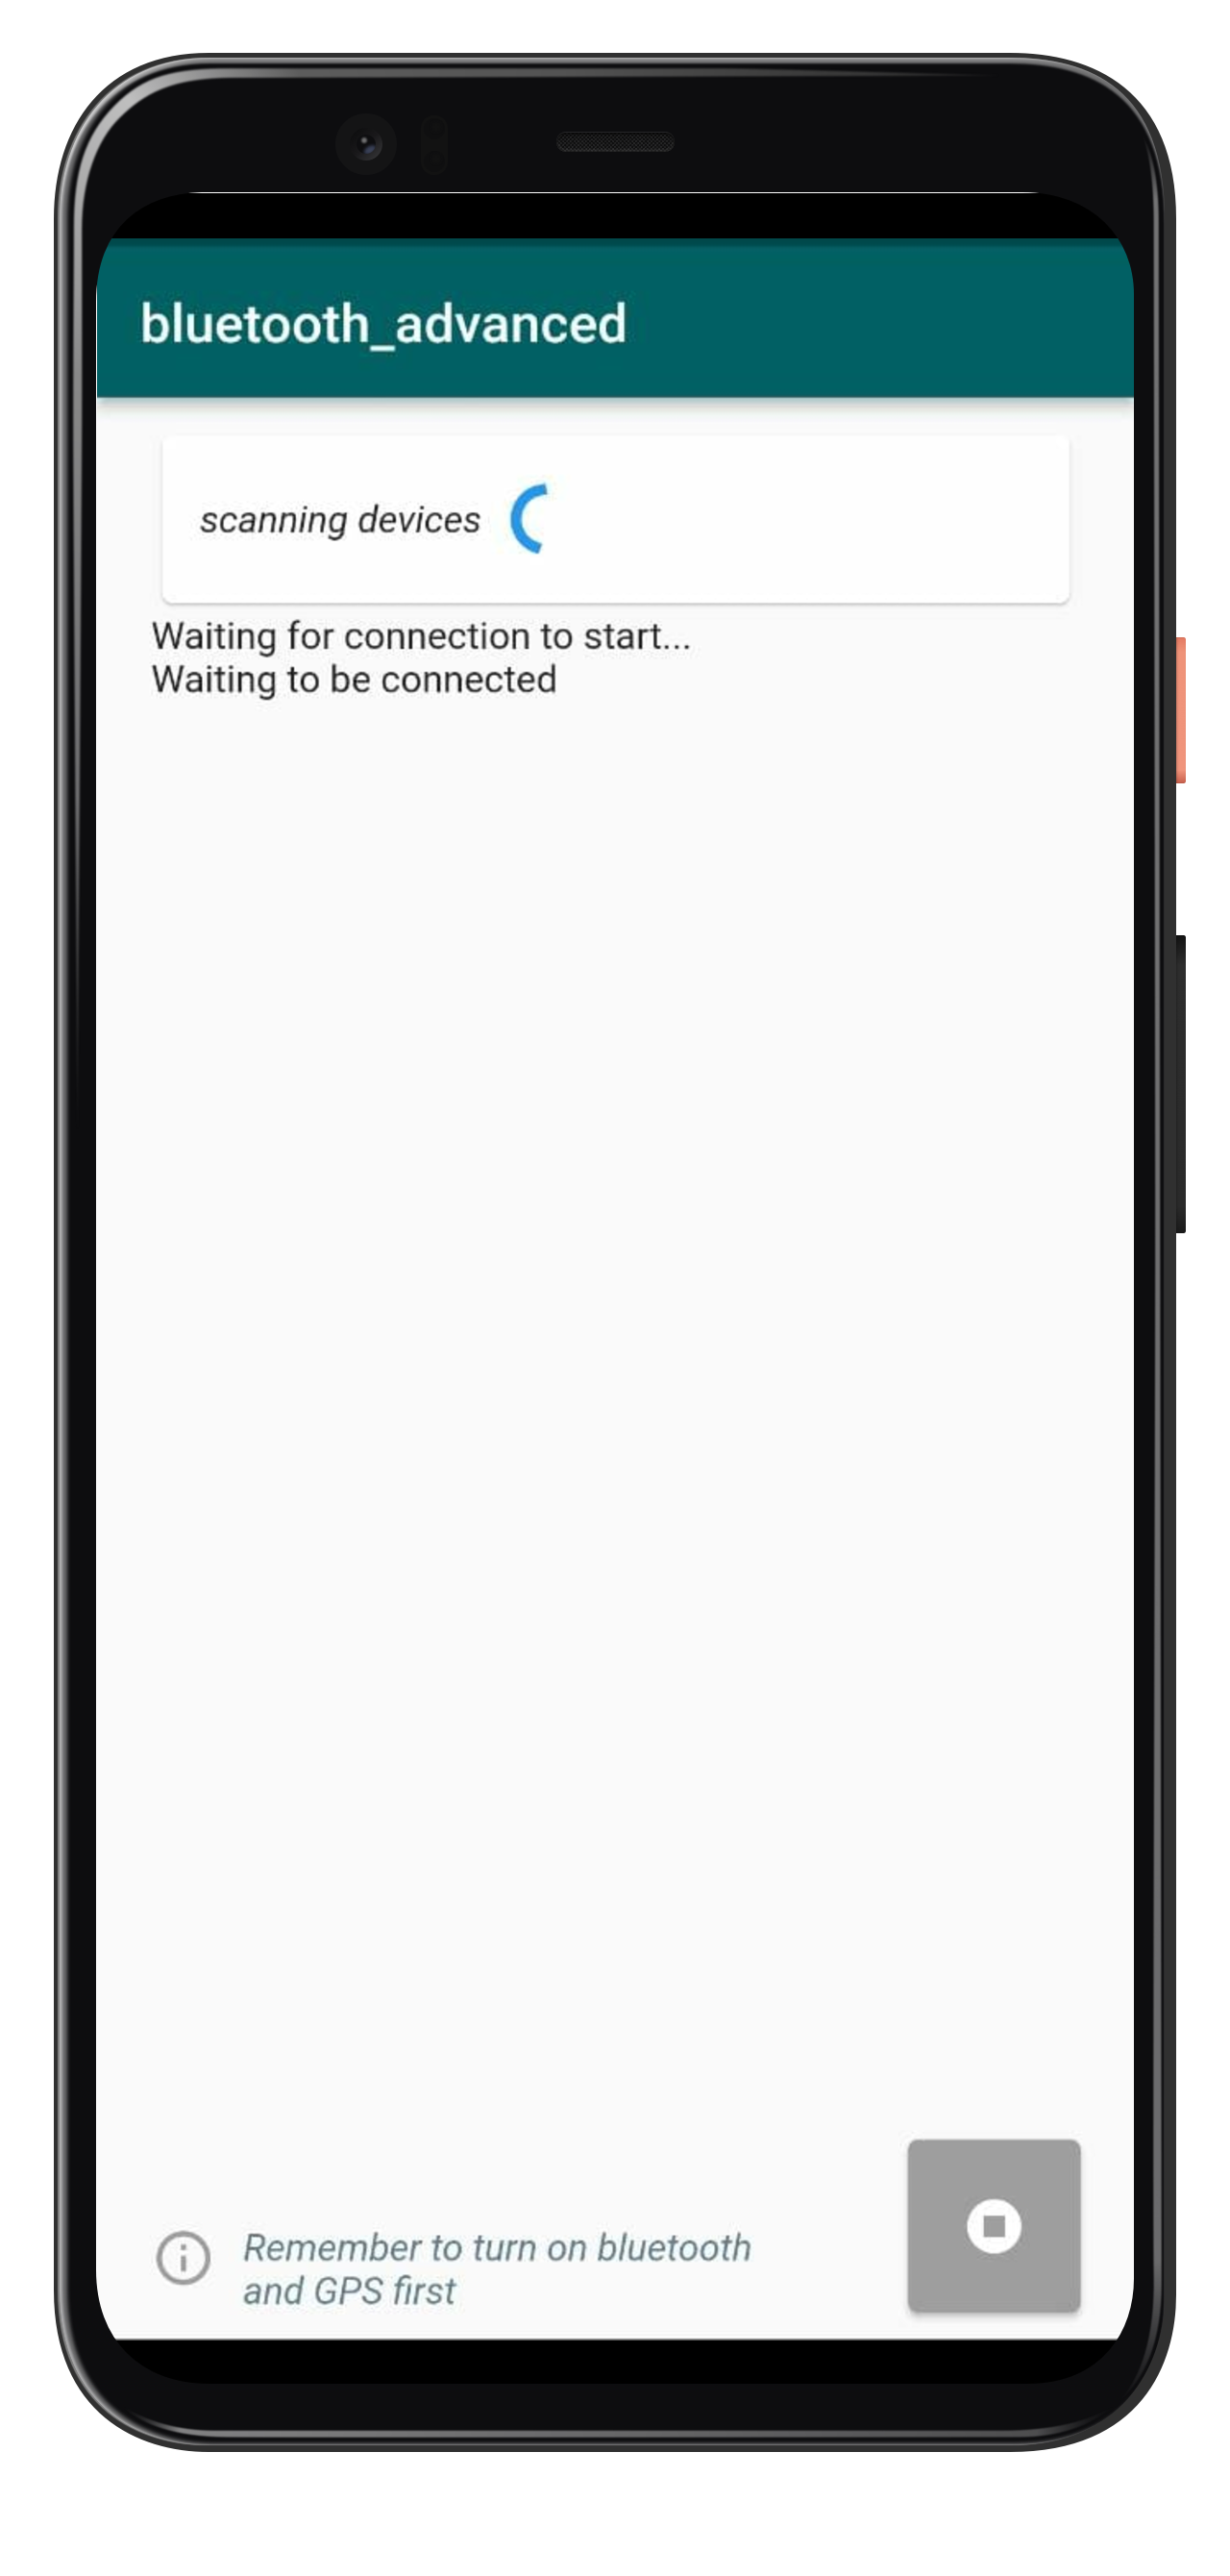 bluetooth_advanced
scanning devices
Waiting for connection to start...
Waiting to be connected
Remember to turn on bluetooth
and GPS first